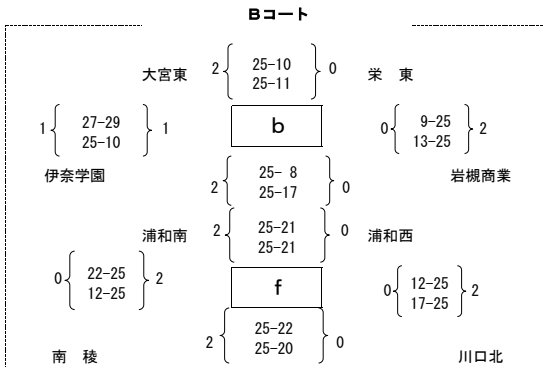 Bコート
大宮東 2 25-10 0 栄 東
25-11
1 27-29 1 b 0 9-25 2
25-10 13-25
伊奈学園 2 25- 8 0 岩槻商業
25-17
浦和南 2 25-21 0 浦和西
25-21
0 22-25 2 f 0 12-25 2
12-25 17-25
南 稜 2 25-22 0 川口北
25-20